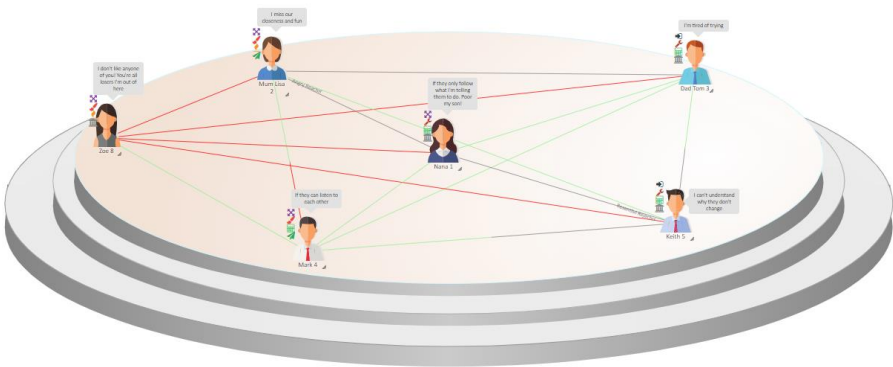 I miss our
closeness and fun
I'm tired of trying
I don't like anyone
of you! You're all
losers I'm out of
here
Mum Lisa
2
If they only follow
what I'm telling
them to do. Poor
my son!
Dad Tom 3
Zoe 8
Nana 1
If they can listen to
each other
I can't understand
why they don't
change
Keith 5
Mark 4